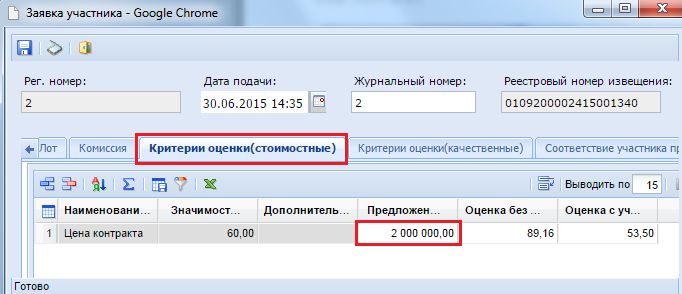 Заявка участника - Google Chrome
Рег. номер: Дата подачи: Журнальный номер: Реестровый номер извещения:
2 30.06.2015 14:35 2 0109200002415001340
Лот Комиссия Критерии оценки(стоимостные) Критерии оценки(качественные) Соответствие участника пр
Выводить по 15
Наименовани... Значимост... Дополнитель... Предложен... Оценка без ... Оценка с уч...
1 Цена контракта 60,00 2 000 000,00 89,16 53,50
Готово